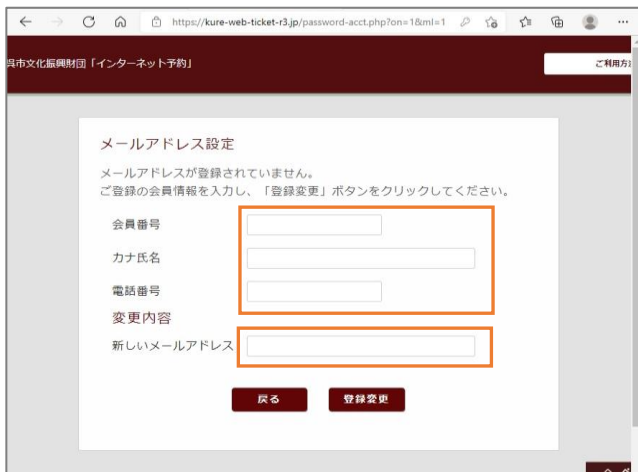 https://kure-web-ticket-r3.jp/password-acct.php?on=1&ml=1
呉市文化振興財団「インターネット予約」
ご利用方法
メールアドレス設定
メールアドレスが登録されていません。
ご登録の会員情報を入力し、「登録変更」ボタンをクリックしてください。
会員番号
カナ氏名
電話番号
変更内容
新しいメールアドレス
戻る
登録変更